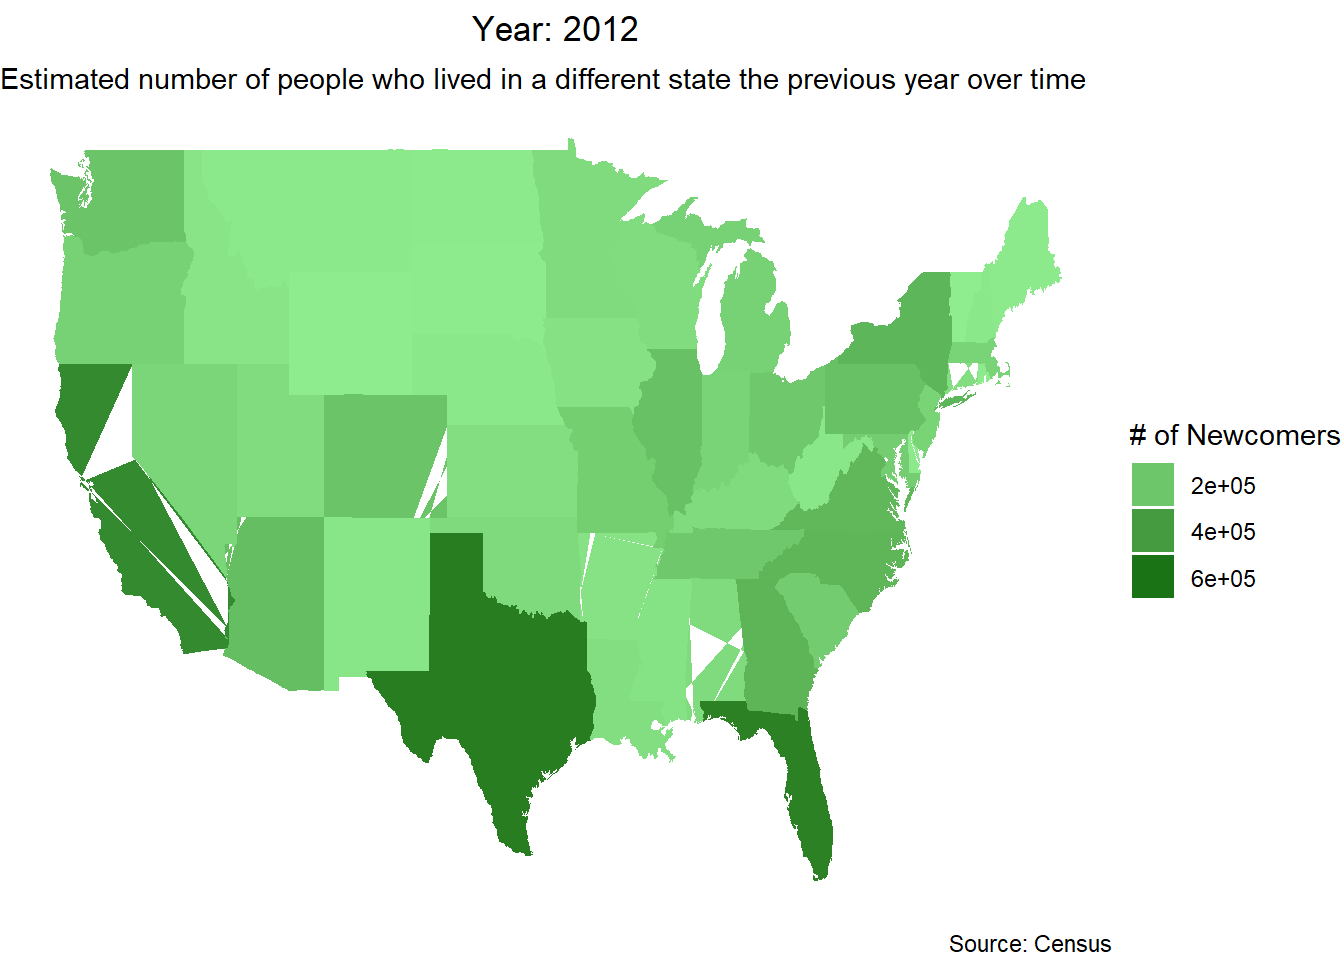 Year: 2012
Estimated number of people who lived in a different state the previous year over time
# of Newcomers
2e+05
4e+05
6e+05
Source: Census